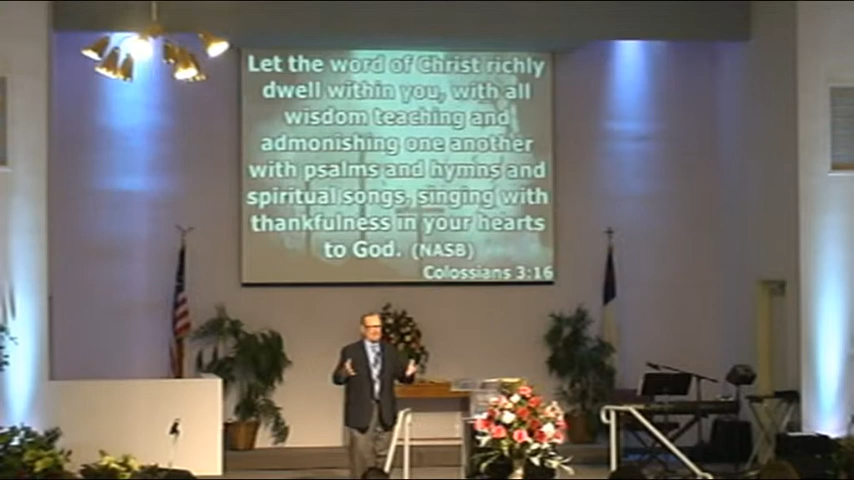 Let the word of Christ richly
dwell within you, with all
wisdom teaching and
admonishing one another
with psalms and hymns and
spiritual songs, singing with
thankfulness in your hearts
to God. (NASB)
Colossians 3:16